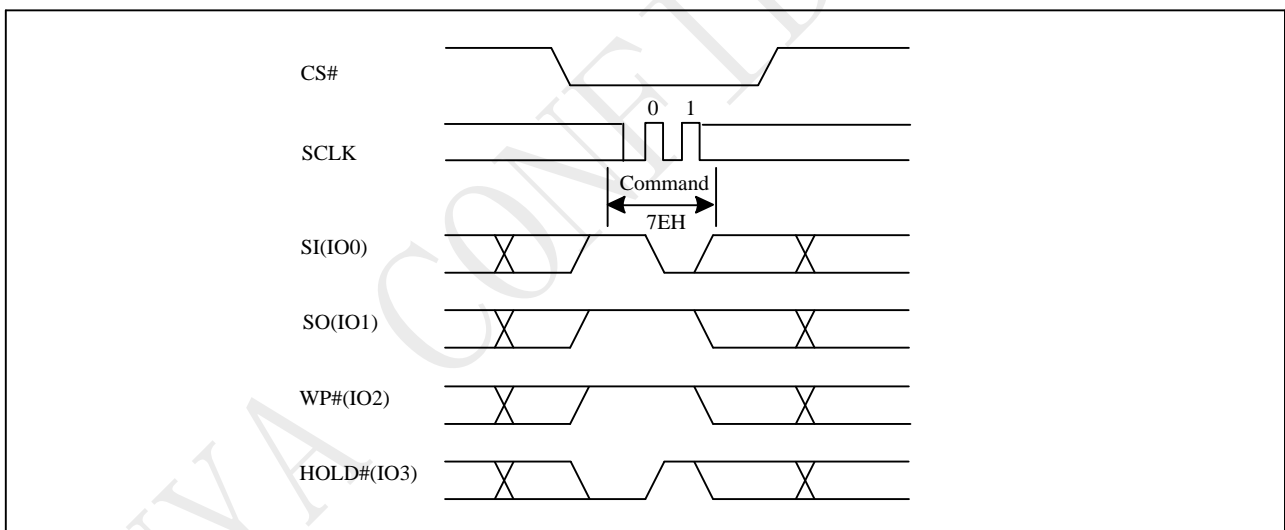 CS#
0 1
SCLK
Command
7EH
SI(IO0)
SO(IO1)
WP#(IO2)
HOLD#(IO3)